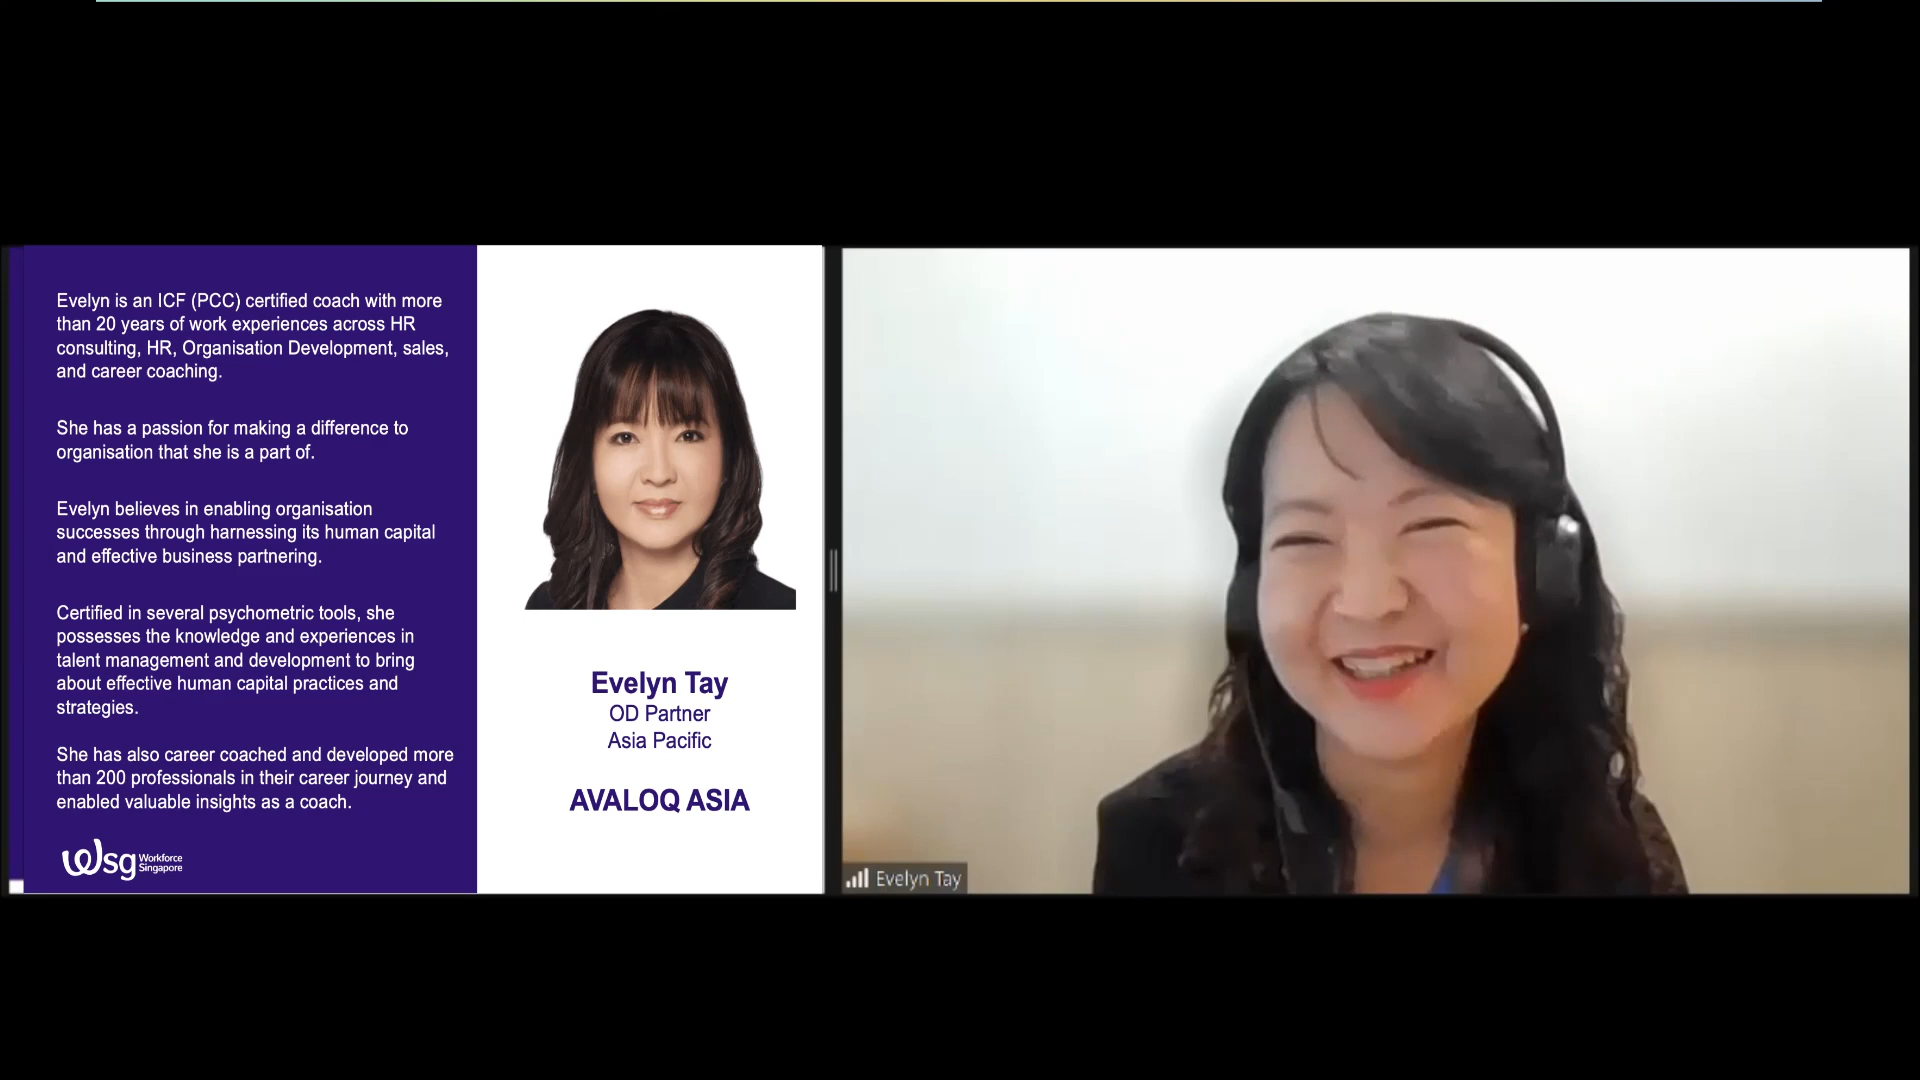 Evelyn is an ICF (PCC) certified coach with more
than 20 years of work experiences across HR
consulting, HR, Organisation Development, sales,
and career coaching.
She has a passion for making a difference to
organisation that she is a part of.
Evelyn believes in enabling organisation
successes through harnessing its human capital
and effective business partnering.
Certified in several psychometric tools, she
possesses the knowledge and experiences in
talent management and development to bring
about effective human capital practices and
strategies.
She has also career coached and developed more
than 200 professionals in their career journey and
enabled valuable insights as a coach.
wsg Workforce
Singapore
Evelyn Tay
OD Partner
Asia Pacific
AVALOQ ASIA
Evelyn Tay